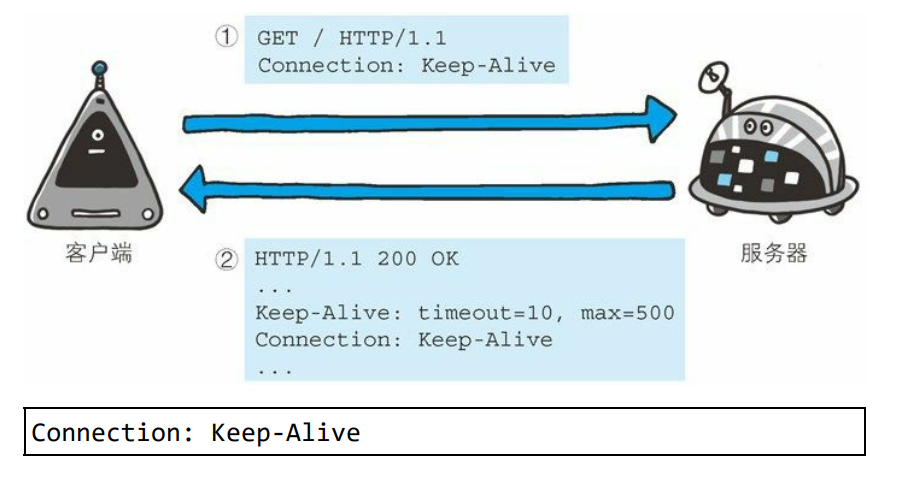 ① GET / HTTP/1.1
Connection: Keep-Alive
客户端
服务器
② HTTP/1.1 200 OK
...
Keep-Alive: timeout=10, max=500
Connection: Keep-Alive
...
Connection: Keep-Alive